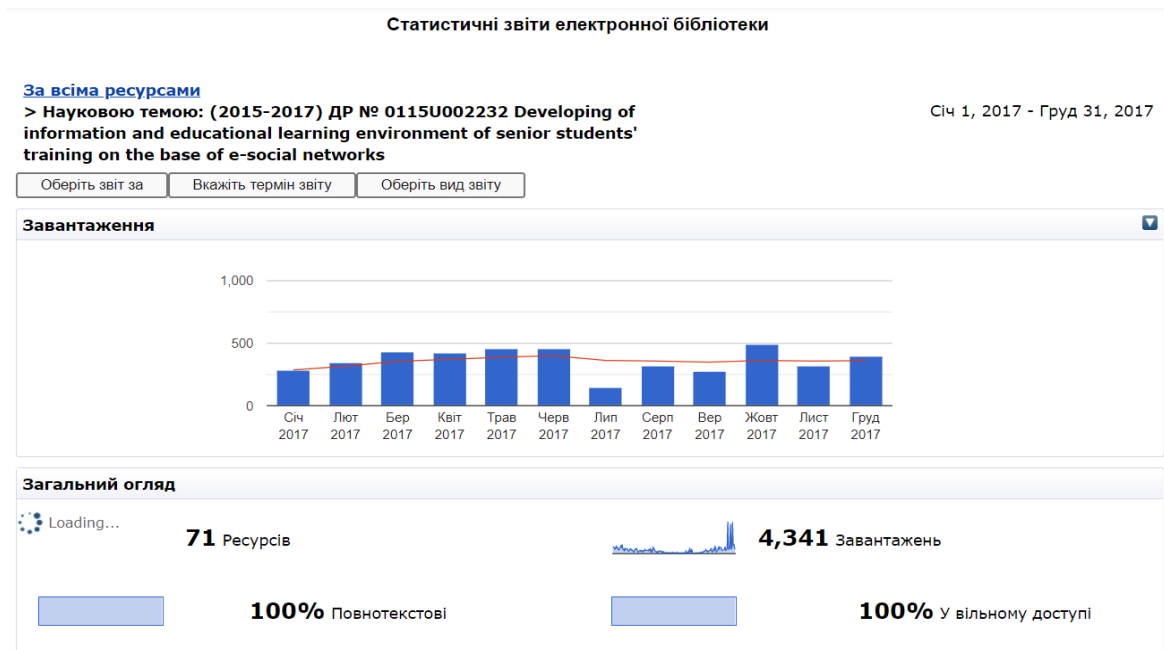 Статистичні звіти електронної бібліотеки
За всіма ресурсами
> Науковою темою: (2015-2017) ДР № 0115U002232 Developing of
information and educational learning environment of senior students'
training on the base of e-social networks
Січ 1, 2017 - Груд 31, 2017
Оберіть звіт за Вкажіть термін звіту Оберіть вид звіту
Завантаження
1,000
500
0
Січ Лют Бер Квіт Трав Черв Лип Серп Вер Жовт Лист Груд
2017 2017 2017 2017 2017 2017 2017 2017 2017 2017 2017 2017
Загальний огляд
Loading...
71 Ресурсів
4,341 Завантажень
100% Повнотекстові
100% У вільному доступі